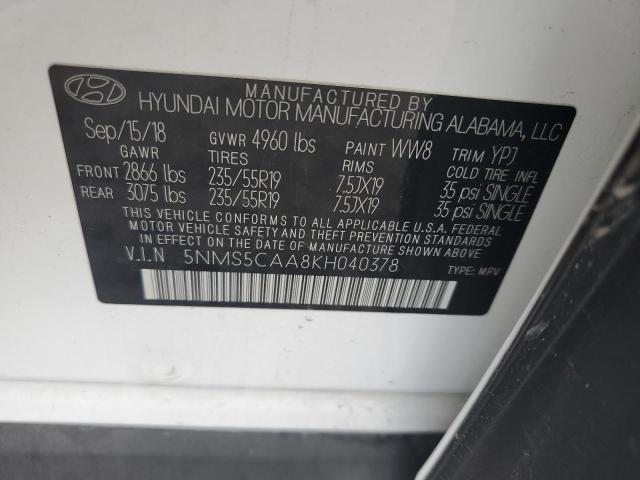 MANUFACTURED BY
HYUNDAI MOTOR MANUFACTURING ALABAMA, LLC
Sep/15/18 GVWR 4960 lbs PAINT WW8 TRIM YPJ
GAWR TIRES RIMS COLD TIRE INFL
FRONT 2866 lbs 235/55R19 7.5JX19 35 psi SINGLE
REAR 3075 lbs 235/55R19 7.5JX19 35 psi SINGLE
THIS VEHICLE CONFORMS TO ALL APPLICABLE U.S.A. FEDERAL
MOTOR VEHICLE SAFETY, BUMPER, AND THEFT PREVENTION STANDARDS
IN EFFECT ON THE DATE OF MANUFACTURE SHOWN ABOVE.
V.I.N 5NMS5CAA8KH040378 TYPE: MPV